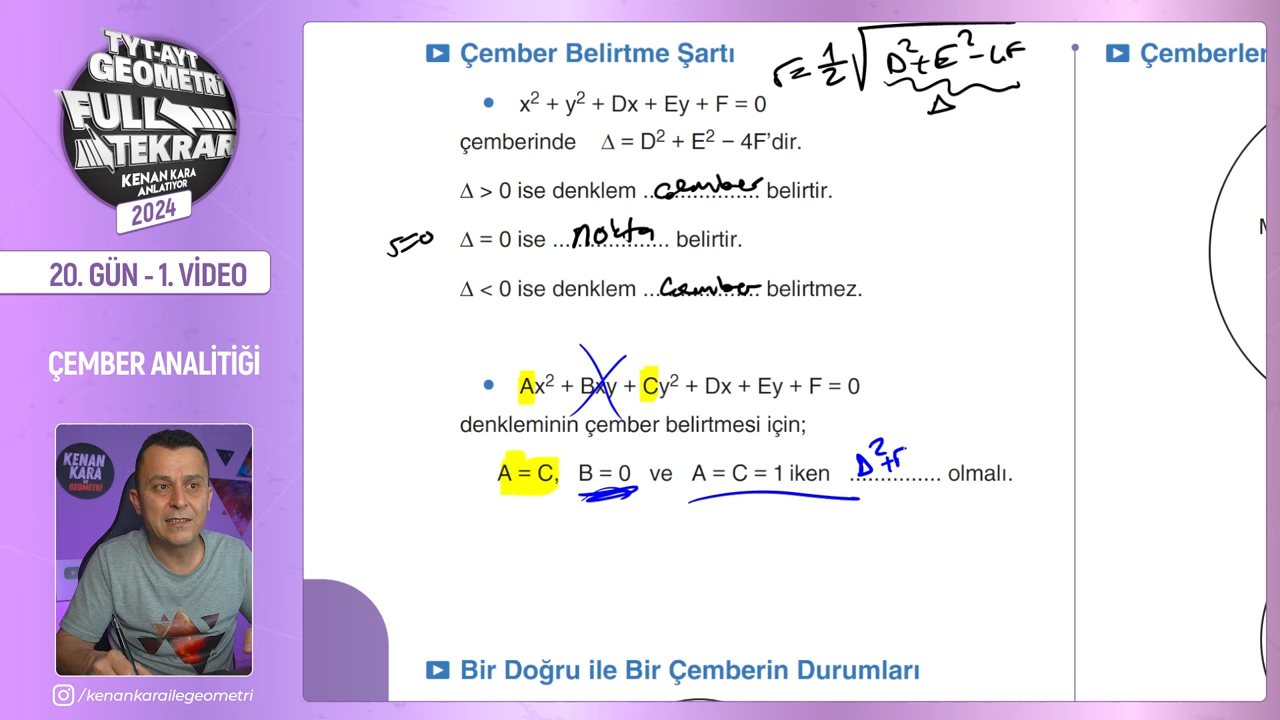 TYT-AYT
GEOMETRİ
FULL
TEKRAR
KENAN KARA
ANLATIYOR
2024
20. GÜN - 1. VİDEO
ÇEMBER ANALİTİĞİ
KENAN
KARA
ile
GEOMETRİ
/kenankarailegeometri
Çember Belirtme Şartı
r = 1/2 √D² + E² - 4F
Δ
• x² + y² + Dx + Ey + F = 0
çemberinde Δ = D² + E² − 4F'dir.
Δ > 0 ise denklem ..çember.. belirtir.
r=0 Δ = 0 ise ...nokta... belirtir.
Δ < 0 ise denklem ...çember... belirtmez.
• Ax² + Bxy + Cy² + Dx + Ey + F = 0
denkleminin çember belirtmesi için;
A = C, B = 0 ve A = C = 1 iken D²+ olmalı.
Bir Doğru ile Bir Çemberin Durumları
Çemberler